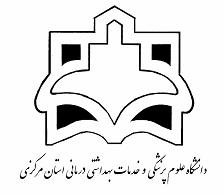 دانشگاه علوم پزشکی و خدمات بهداشتی درمانی استان مرکزی